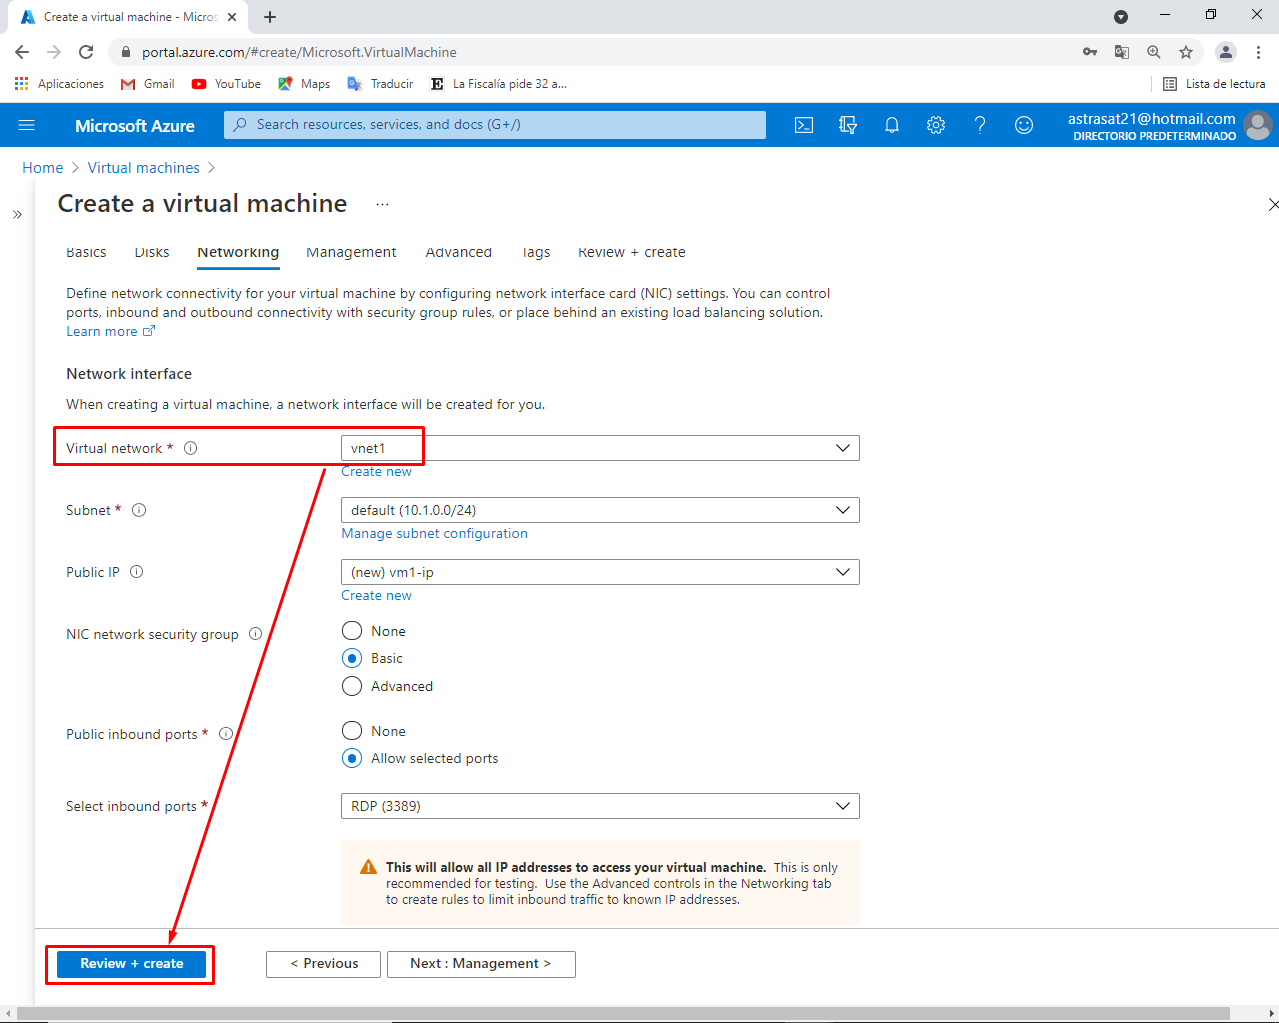 Create a virtual machine - Micros
portal.azure.com/#create/Microsoft.VirtualMachine
Aplicaciones
Gmail
YouTube
Maps
Traducir
E
La Fiscalía pide 32 a...
Lista de lectura
Microsoft Azure
Search resources, services, and docs (G+/)
astrasat21@hotmail.com
DIRECTORIO PREDETERMINADO
Home > Virtual machines >
Create a virtual machine ...
Basics
Disks
Networking
Management
Advanced
Tags
Review + create
Define network connectivity for your virtual machine by configuring network interface card (NIC) settings. You can control
ports, inbound and outbound connectivity with security group rules, or place behind an existing load balancing solution.
Learn more
Network interface
When creating a virtual machine, a network interface will be created for you.
Virtual network *
vnet1
Create new
Subnet *
default (10.1.0.0/24)
Manage subnet configuration
Public IP
(new) vm1-ip
Create new
NIC network security group
None
Basic
Advanced
Public inbound ports *
None
Allow selected ports
Select inbound ports *
RDP (3389)
This will allow all IP addresses to access your virtual machine. This is only
recommended for testing. Use the Advanced controls in the Networking tab
to create rules to limit inbound traffic to known IP addresses.
Review + create
< Previous
Next : Management >